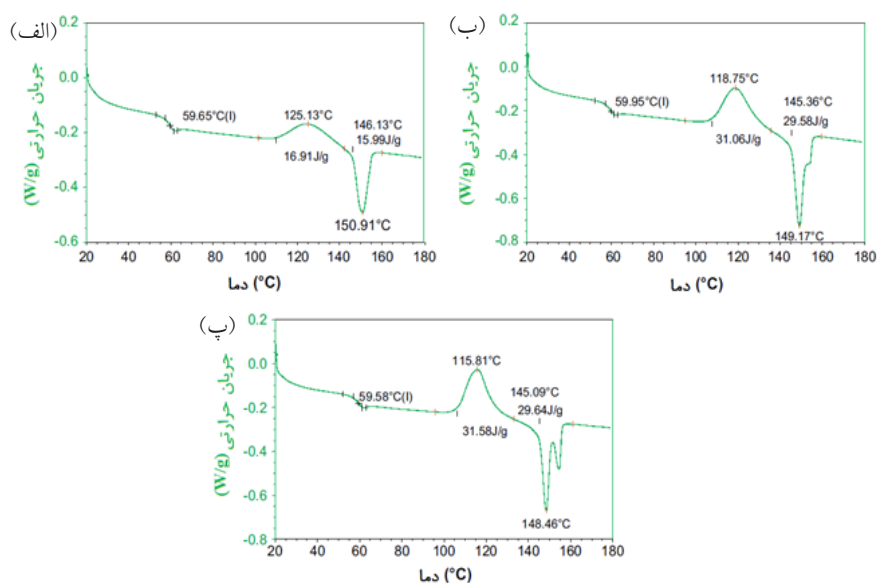 (الف)
0.2
0.0
-0.2
-0.4
-0.6
جریان حرارتی (W/g)
59.65°C(I)
125.13°C
16.91J/g
146.13°C
15.99J/g
150.91°C
20 40 60 80 100 120 140 160 180
دما (°C)
(ب)
0.2
0.0
-0.2
-0.4
-0.6
-0.8
جریان حرارتی (W/g)
59.95°C(I)
118.75°C
31.06J/g
145.36°C
29.58J/g
149.17°C
20 40 60 80 100 120 140 160 180
دما (°C)
(پ)
0.2
0.0
-0.2
-0.4
-0.6
-0.8
جریان حرارتی (W/g)
59.58°C(I)
115.81°C
31.58J/g
145.09°C
29.64J/g
148.46°C
20 40 60 80 100 120 140 160 180
دما (°C)